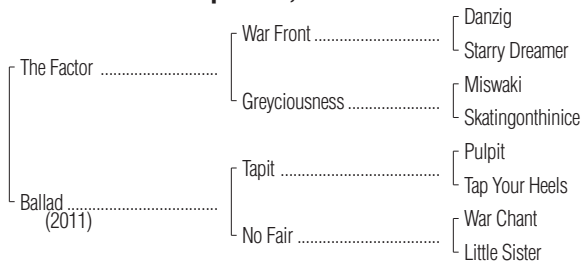 Danzig
War Front ........................................
Starry Dreamer
The Factor .....................................
Miswaki
Greyciousness .............................
Skatingonthinice
Pulpit
Tapit ..................................................
Tap Your Heels
Ballad ................................................
(2011)
War Chant
No Fair .............................................
Little Sister